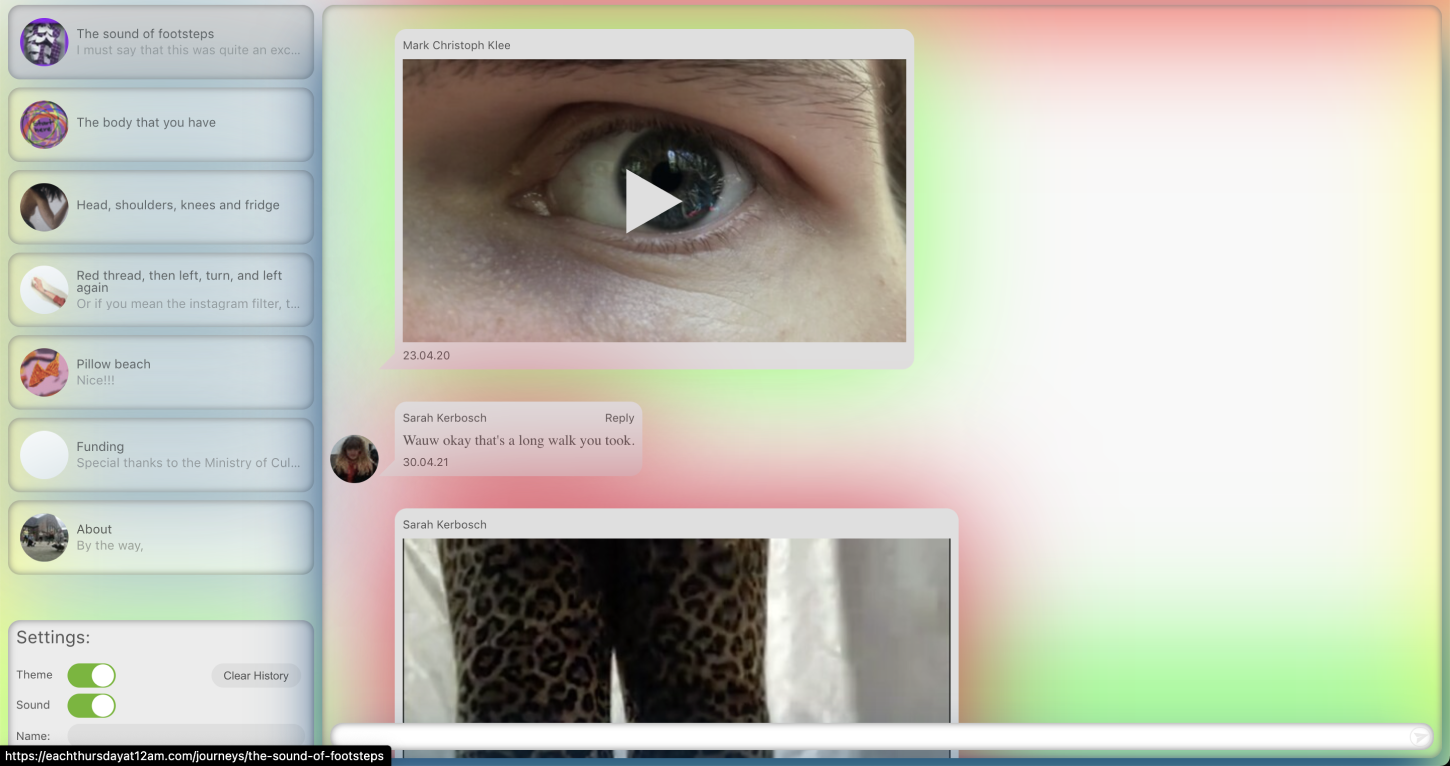 The sound of footsteps
I must say that this was quite an exc...
The body that you have
Head, shoulders, knees and fridge
Red thread, then left, turn, and left
again
Or if you mean the instagram filter, t...
Pillow beach
Nice!!!
Funding
Special thanks to the Ministry of Cul...
About
By the way,
Settings:
Theme
Clear History
Sound
Name:
https://eachthursdayat12am.com/journeys/the-sound-of-footsteps
Mark Christoph Klee
23.04.20
Sarah Kerbosch
Reply
Wauw okay that's a long walk you took.
30.04.21
Sarah Kerbosch